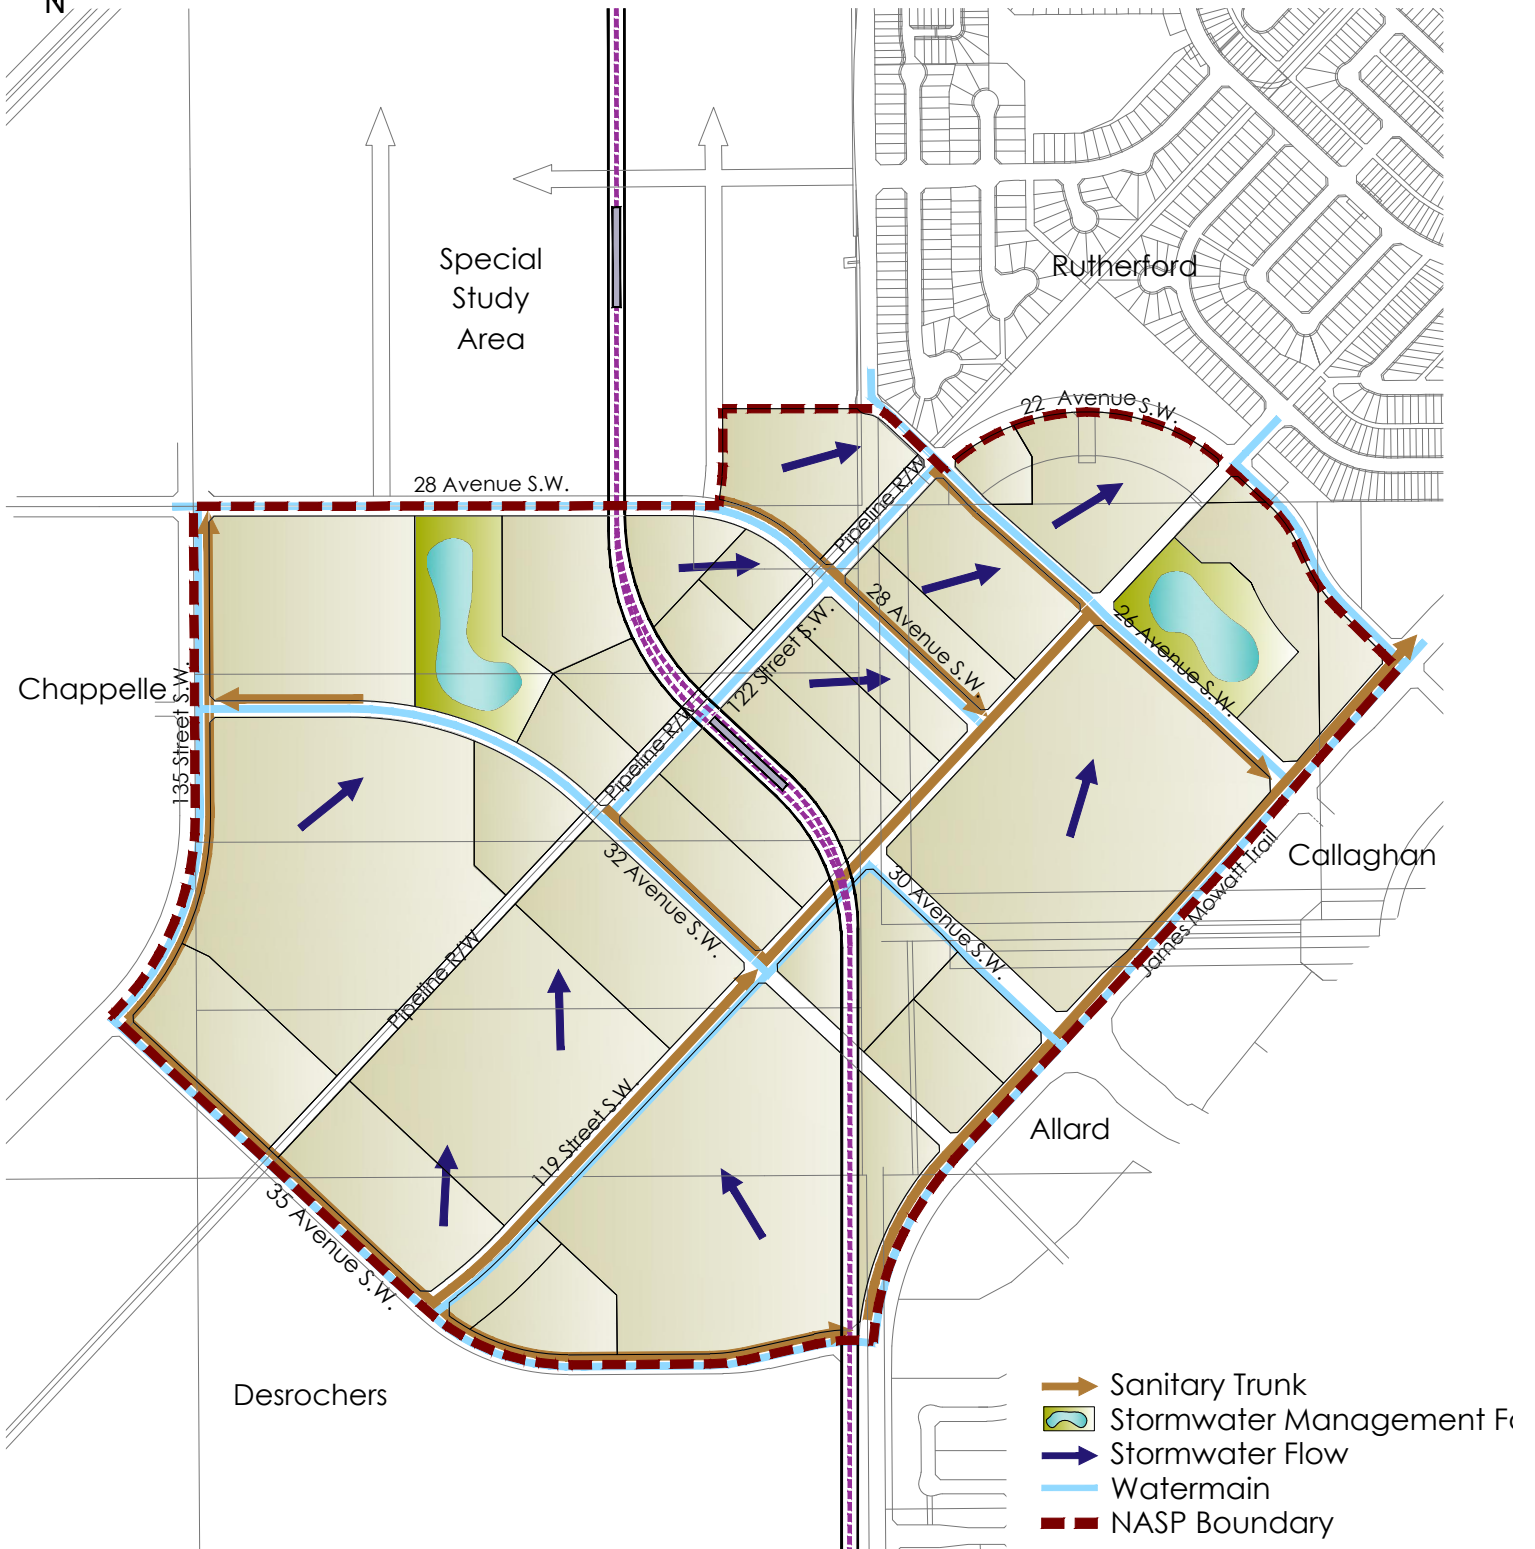 N
Special
Study
Area
Rutherford
22 Avenue S.W.
28 Avenue S.W.
Pipeline R/W
28 Avenue S.W.
122 Street S.W.
26 Avenue S.W.
Chappelle
135 Street S.W.
Pipeline R/W
32 Avenue S.W.
30 Avenue S.W.
James Mowatt Trail
Callaghan
Pipeline R/W
119 Street S.W.
Allard
35 Avenue S.W.
Desrochers
Sanitary Trunk
Stormwater Management Fa
Stormwater Flow
Watermain
NASP Boundary